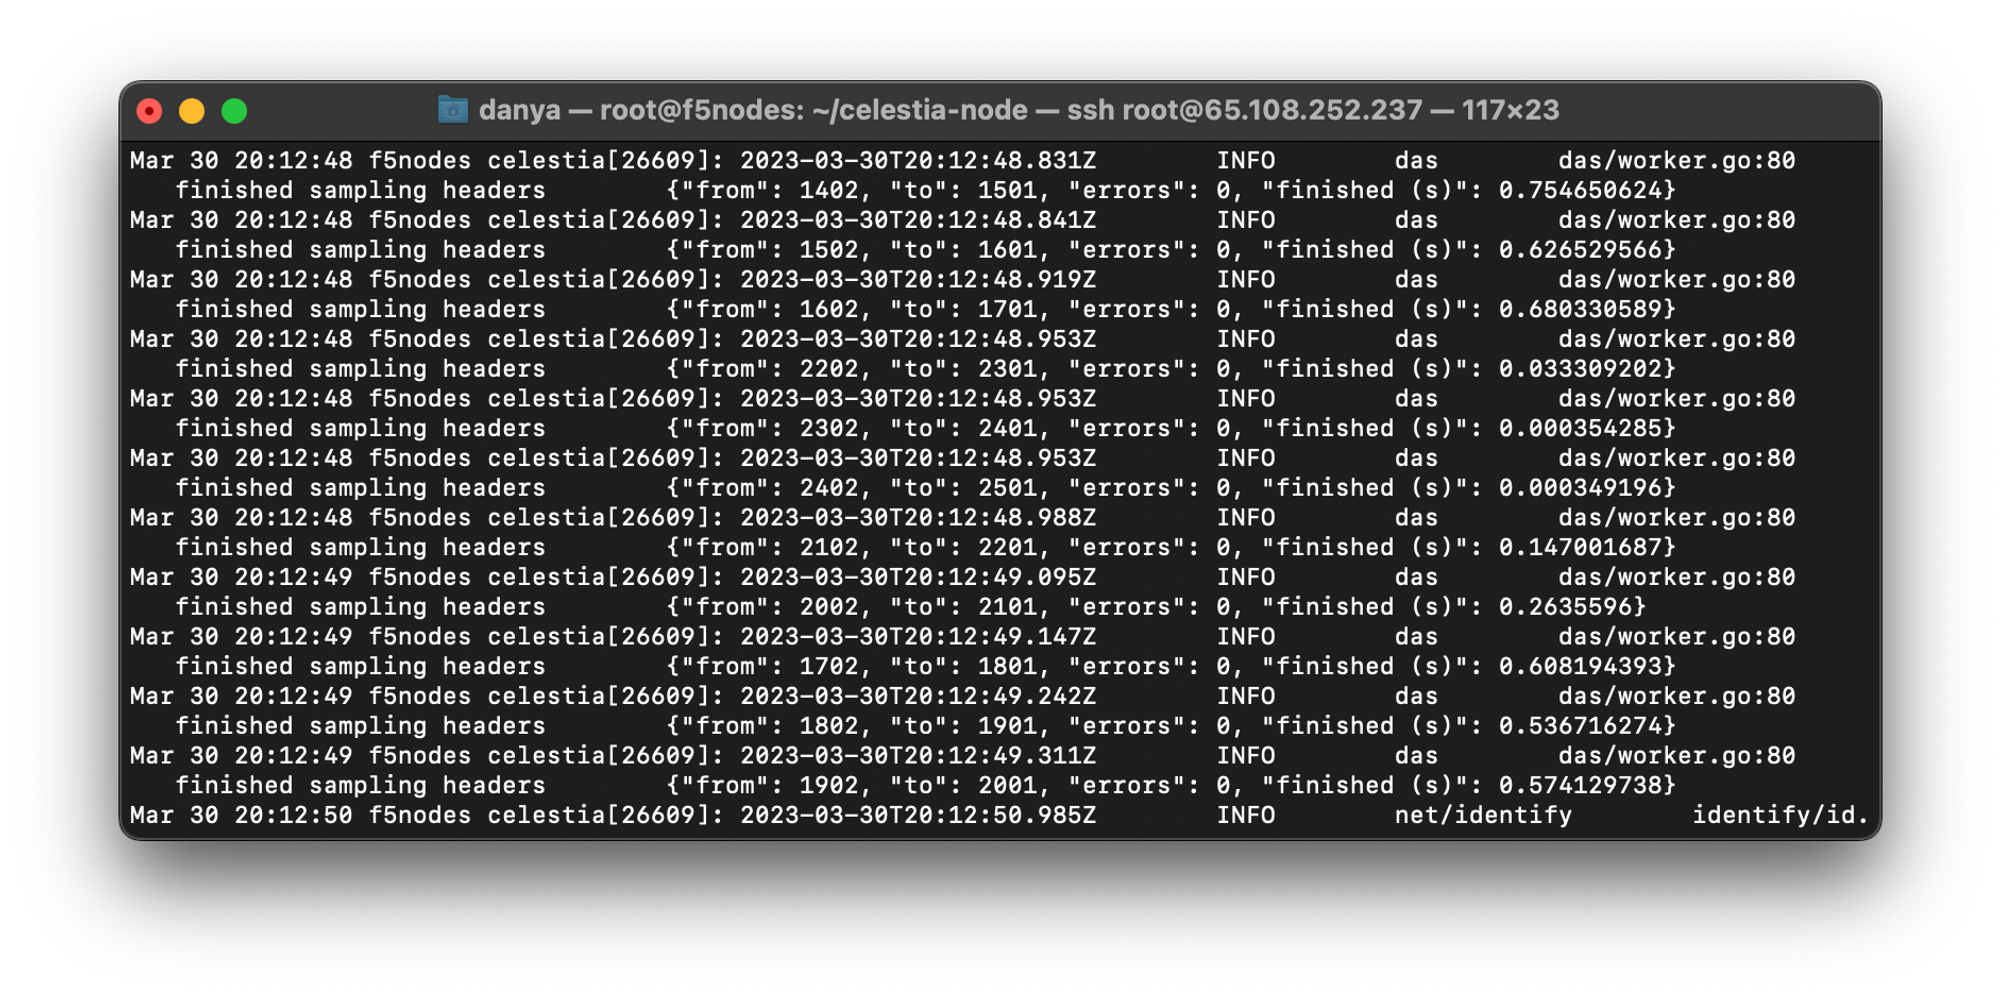 danya — root@f5nodes: ~/celestia-node — ssh root@65.108.252.237 — 117×23
Mar 30 20:12:48 f5nodes celestia[26609]: 2023-03-30T20:12:48.831Z        INFO        das        das/worker.go:80
finished sampling headers        {"from": 1402, "to": 1501, "errors": 0, "finished (s)": 0.754650624}
Mar 30 20:12:48 f5nodes celestia[26609]: 2023-03-30T20:12:48.841Z        INFO        das        das/worker.go:80
finished sampling headers        {"from": 1502, "to": 1601, "errors": 0, "finished (s)": 0.626529566}
Mar 30 20:12:48 f5nodes celestia[26609]: 2023-03-30T20:12:48.919Z        INFO        das        das/worker.go:80
finished sampling headers        {"from": 1602, "to": 1701, "errors": 0, "finished (s)": 0.680330589}
Mar 30 20:12:48 f5nodes celestia[26609]: 2023-03-30T20:12:48.953Z        INFO        das        das/worker.go:80
finished sampling headers        {"from": 2202, "to": 2301, "errors": 0, "finished (s)": 0.033309202}
Mar 30 20:12:48 f5nodes celestia[26609]: 2023-03-30T20:12:48.953Z        INFO        das        das/worker.go:80
finished sampling headers        {"from": 2302, "to": 2401, "errors": 0, "finished (s)": 0.000354285}
Mar 30 20:12:48 f5nodes celestia[26609]: 2023-03-30T20:12:48.953Z        INFO        das        das/worker.go:80
finished sampling headers        {"from": 2402, "to": 2501, "errors": 0, "finished (s)": 0.000349196}
Mar 30 20:12:48 f5nodes celestia[26609]: 2023-03-30T20:12:48.988Z        INFO        das        das/worker.go:80
finished sampling headers        {"from": 2102, "to": 2201, "errors": 0, "finished (s)": 0.147001687}
Mar 30 20:12:49 f5nodes celestia[26609]: 2023-03-30T20:12:49.095Z        INFO        das        das/worker.go:80
finished sampling headers        {"from": 2002, "to": 2101, "errors": 0, "finished (s)": 0.2635596}
Mar 30 20:12:49 f5nodes celestia[26609]: 2023-03-30T20:12:49.147Z        INFO        das        das/worker.go:80
finished sampling headers        {"from": 1702, "to": 1801, "errors": 0, "finished (s)": 0.608194393}
Mar 30 20:12:49 f5nodes celestia[26609]: 2023-03-30T20:12:49.242Z        INFO        das        das/worker.go:80
finished sampling headers        {"from": 1802, "to": 1901, "errors": 0, "finished (s)": 0.536716274}
Mar 30 20:12:49 f5nodes celestia[26609]: 2023-03-30T20:12:49.311Z        INFO        das        das/worker.go:80
finished sampling headers        {"from": 1902, "to": 2001, "errors": 0, "finished (s)": 0.574129738}
Mar 30 20:12:50 f5nodes celestia[26609]: 2023-03-30T20:12:50.985Z        INFO        net/identify        identify/id.